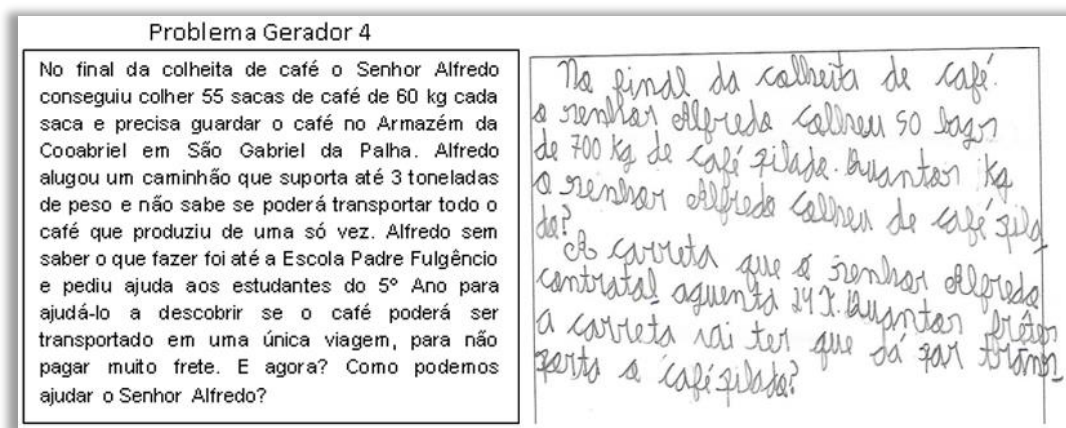 Problema Gerador 4
No final da colheita de café o Senhor Alfredo
conseguiu colher 55 sacas de café de 60 kg cada
saca e precisa guardar o café no Armazém da
Cooabriel em São Gabriel da Palha. Alfredo
alugou um caminhão que suporta até 3 toneladas
de peso e não sabe se poderá transportar todo o
café que produziu de uma só vez. Alfredo sem
saber o que fazer foi até a Escola Padre Fulgêncio
e pediu ajuda aos estudantes do 5º Ano para
ajudá-lo a descobrir se o café poderá ser
transportado em uma única viagem, para não
pagar muito frete. E agora? Como podemos
ajudar o Senhor Alfredo?
No final da colheita de café.
o senhor Alfredo colheu 50 bags
de 700 Kg de café pilado. Quantos Kg
o senhor Alfredo colheu de café pila
do?
A carreta que o senhor Alfredo
aguenta 24 T. Quantos frêtes
a carreta vai ter que dá par trans-
porta o café pilado?